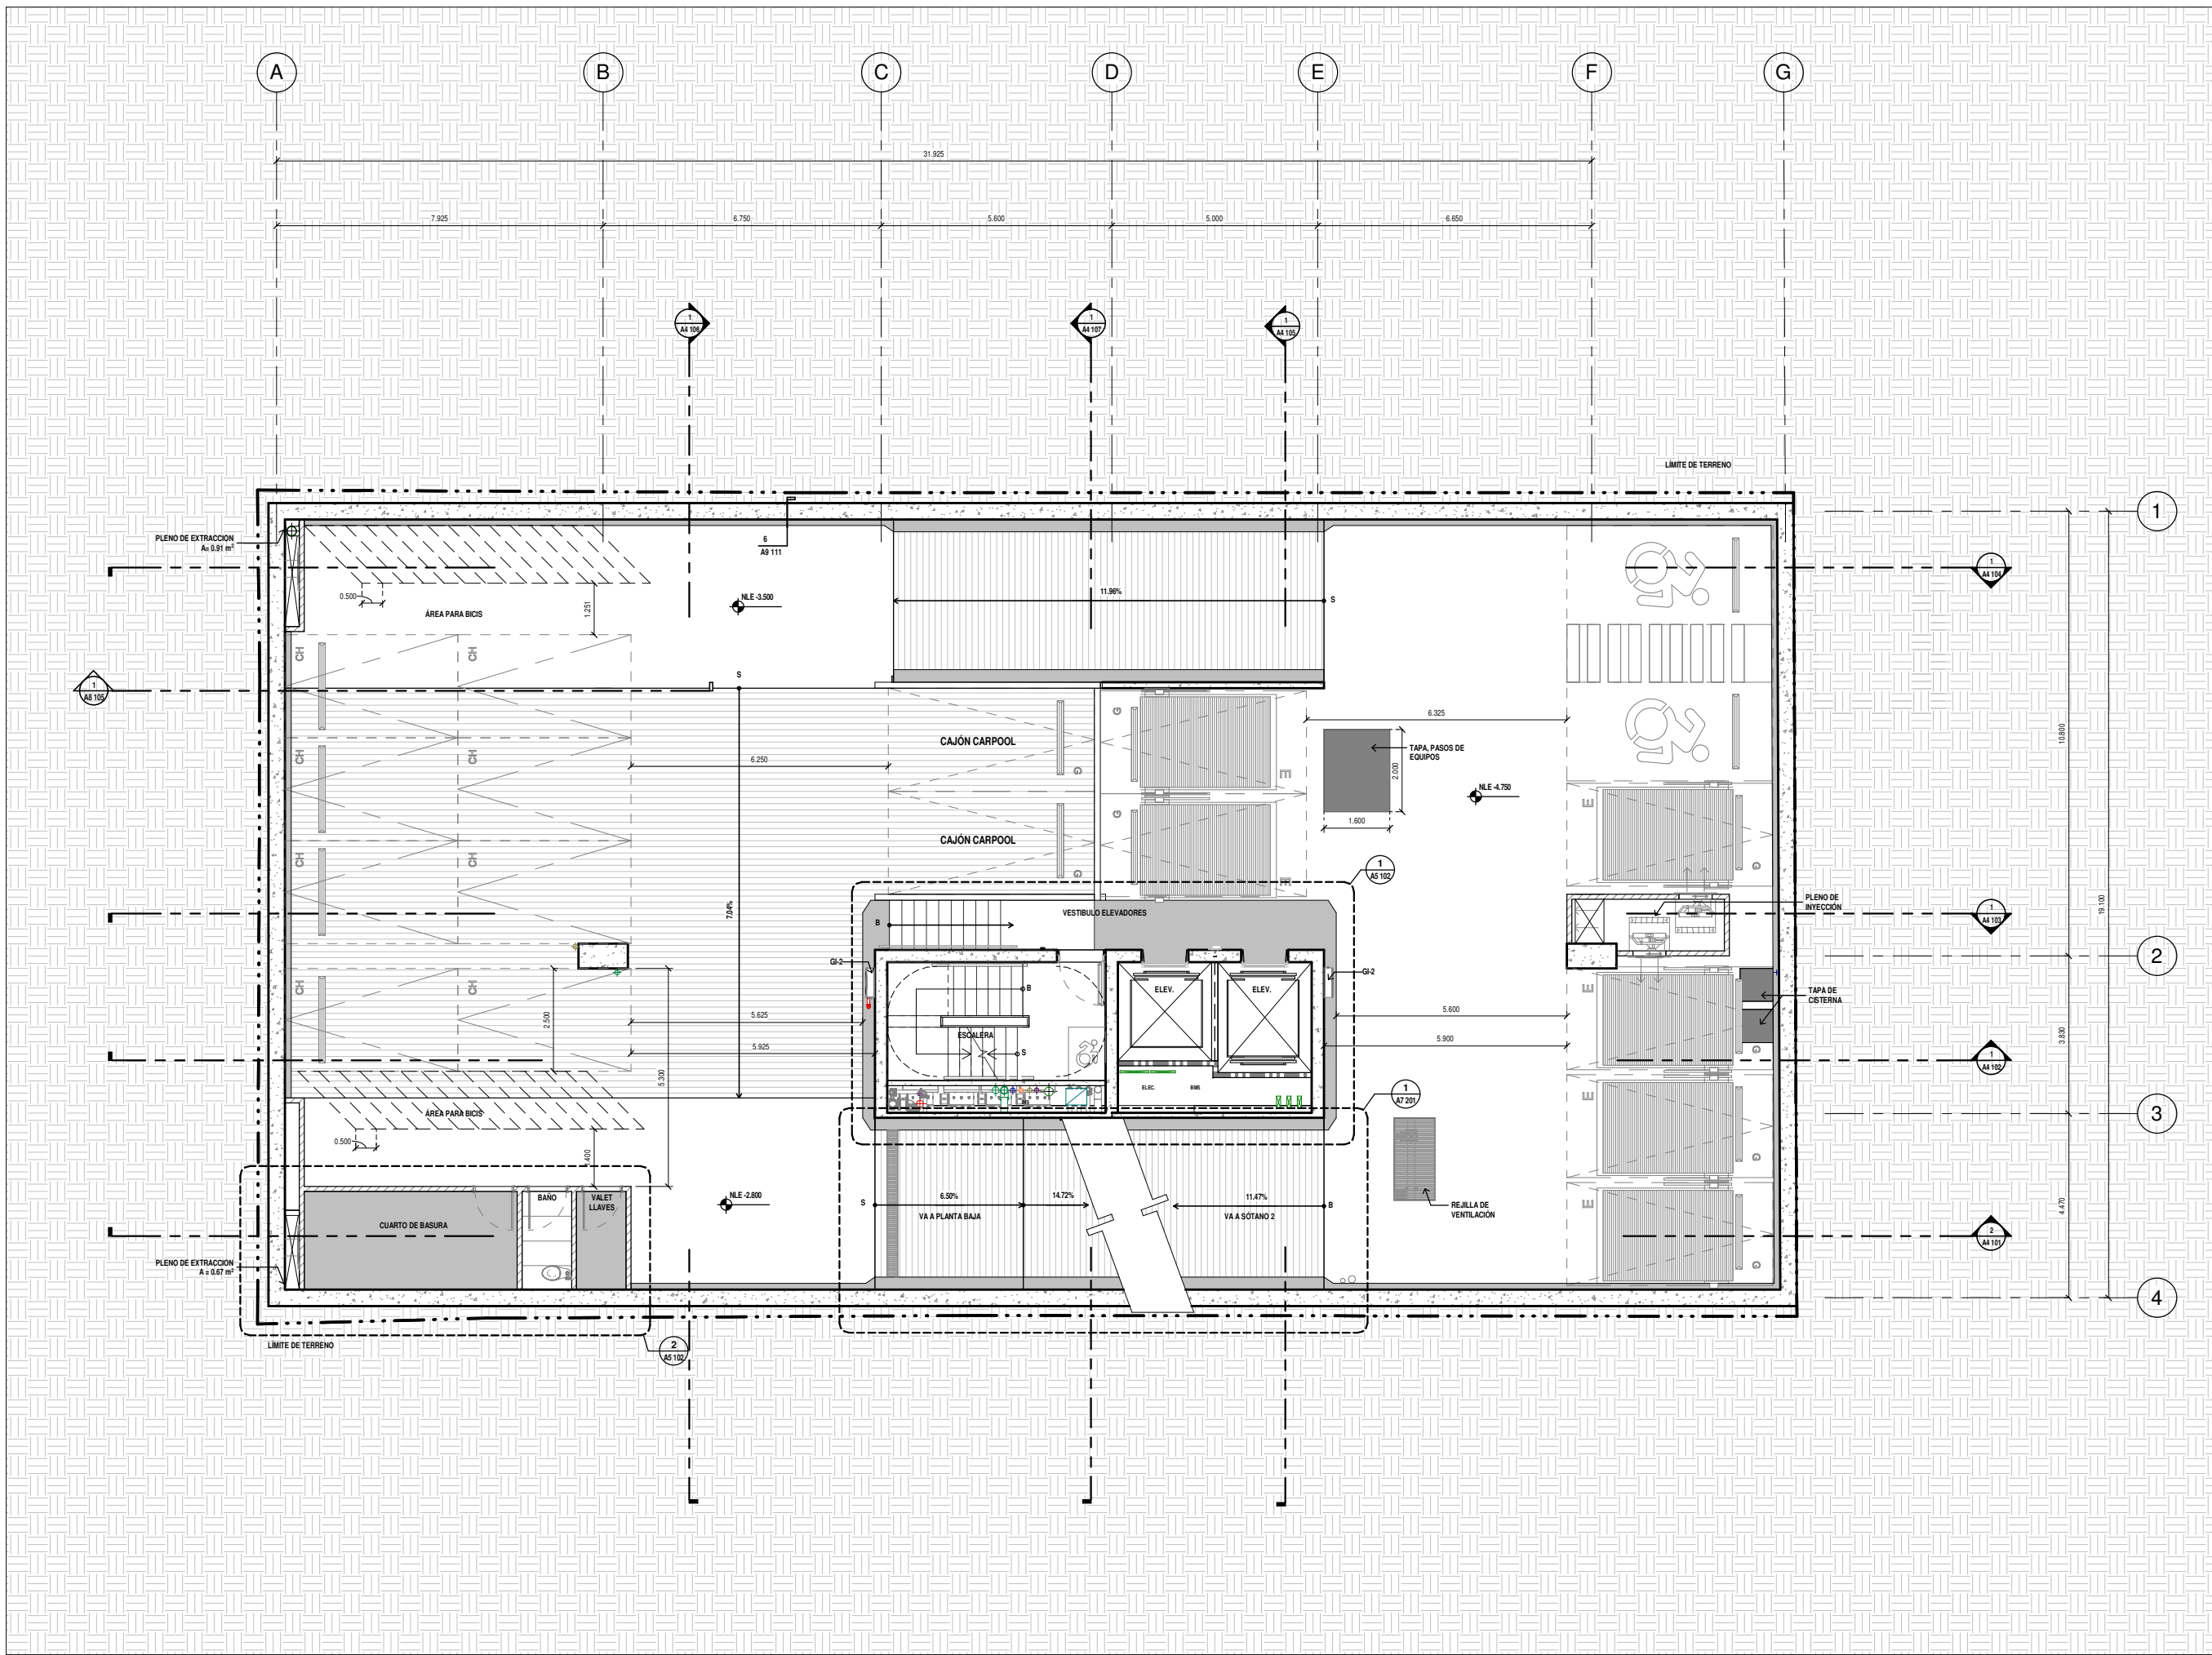 A
B
C
D
E
F
G
31.925
7.925
6.750
5.600
5.000
6.650
1
A4 106
1
A4 107
1
A4 105
LÍMITE DE TERRENO
1
PLENO DE EXTRACCION
A= 0.91 m²
6
A9 111
1
A4 104
0.500
ÁREA PARA BICIS
1.251
NLE -3.500
11.96%
S
CH
CH
S
1
A8 105
G
6.325
CAJÓN CARPOOL
TAPA, PASOS DE
EQUIPOS
10.800
CH
CH
6.250
G
E
2.000
NLE -4.750
E
G
1.600
CAJÓN CARPOOL
CH
CH
G
E
G
1
A5 102
7.04%
VESTIBULO ELEVADORES
B
PLENO DE
INYECCIÓN
1
A4 103
19.100
2
GI-2
GI-2
CH
CH
B
ELEV.
ELEV.
E
TAPA DE
CISTERNA
2.500
5.625
5.600
ESCALERA
3.830
5.925
S
5.900
G
1
A4 102
5.300
ELEC.
BMS
1
A7 201
E
ÁREA PARA BICIS
3
0.500
G
BAÑO
VALET
LLAVES
NLE -2.800
S
6.50%
14.72%
11.47%
B
VA A PLANTA BAJA
VA A SÓTANO 2
REJILLA DE
VENTILACIÓN
E
4.470
CUARTO DE BASURA
2
A4 101
PLENO DE EXTRACCION
A = 0.67 m²
G
4
LÍMITE DE TERRENO
2
A5 102